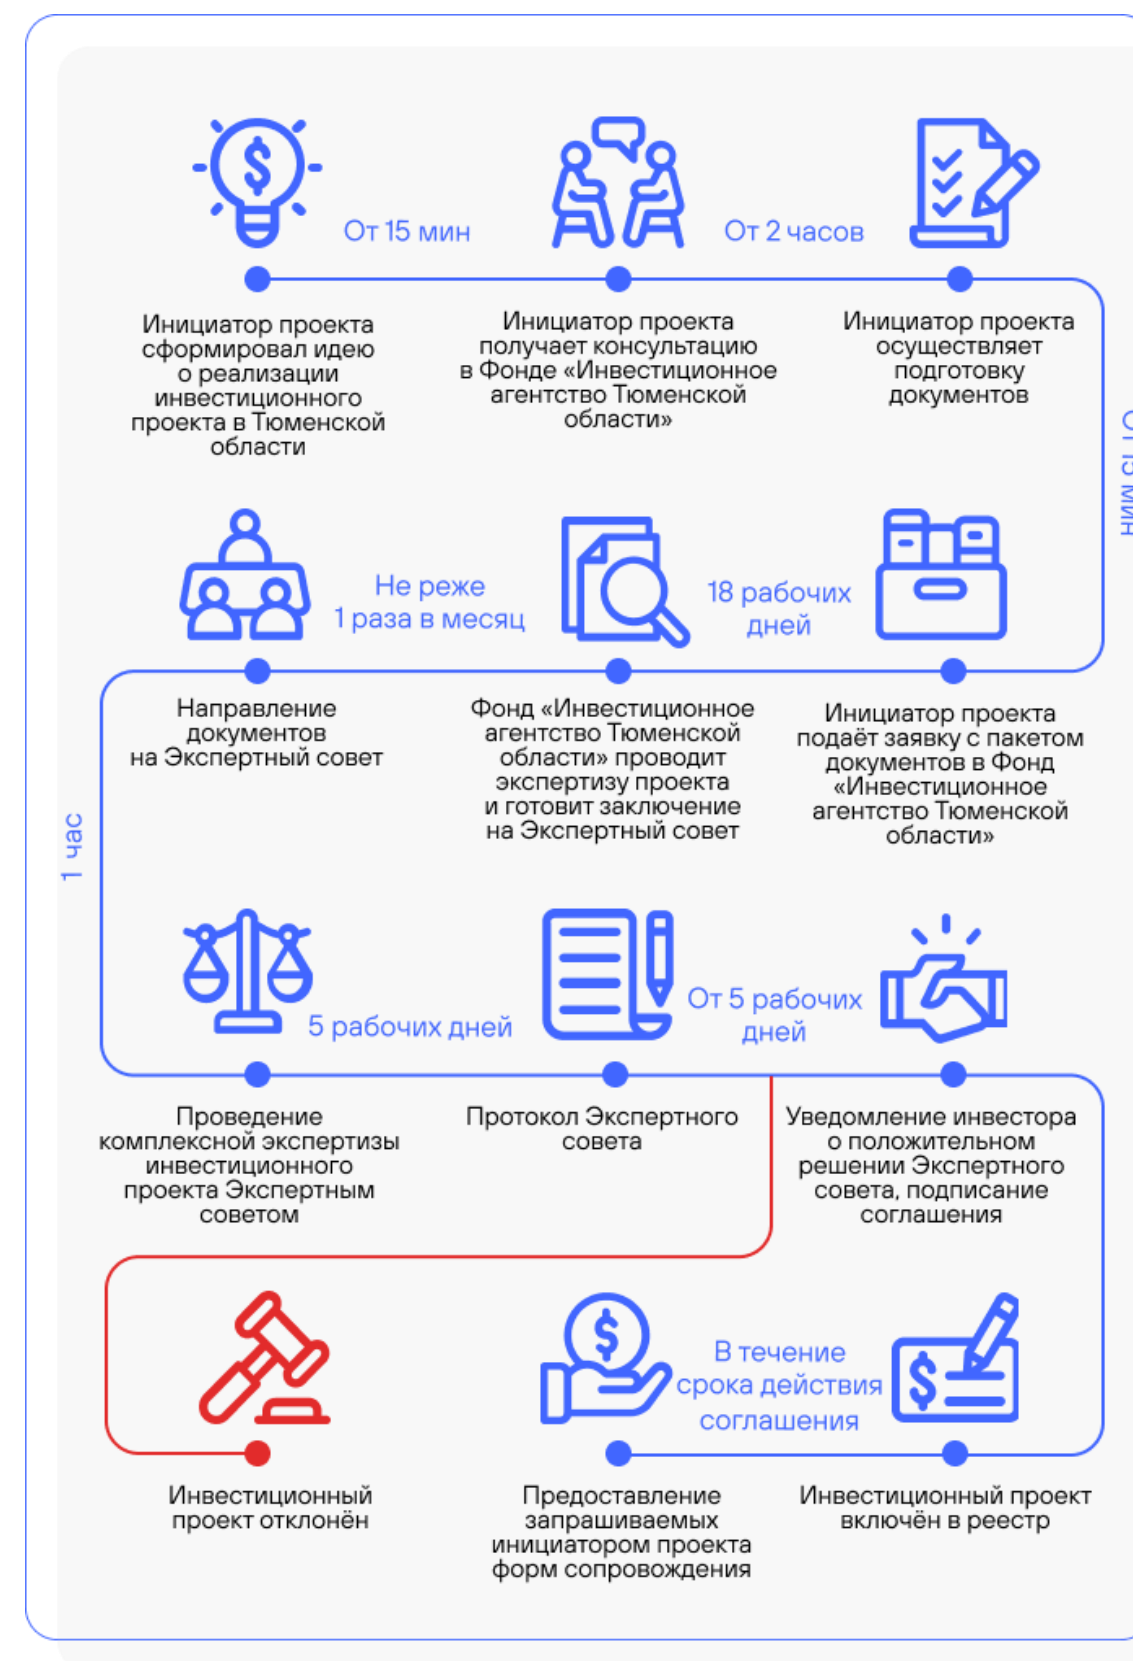 От 15 мин
От 2 часов
Инициатор проекта
сформировал идею
о реализации
инвестиционного
проекта в Тюменской
области
Инициатор проекта
получает консультацию
в Фонде «Инвестиционное
агентство Тюменской
области»
Инициатор проекта
осуществляет
подготовку
документов
От 15 мин
Не реже
1 раза в месяц
18 рабочих
дней
Направление
документов
на Экспертный совет
Фонд «Инвестиционное
агентство Тюменской
области» проводит
экспертизу проекта
и готовит заключение
на Экспертный совет
Инициатор проекта
подаёт заявку с пакетом
документов в Фонд
«Инвестиционное
агентство Тюменской
области»
1 час
5 рабочих дней
От 5 рабочих
дней
Проведение
комплексной экспертизы
инвестиционного
проекта Экспертным
советом
Протокол Экспертного
совета
Уведомление инвестора
о положительном
решении Экспертного
совета, подписание
соглашения
В течение
срока действия
соглашения
Инвестиционный
проект отклонён
Предоставление
запрашиваемых
инициатором проекта
форм сопровождения
Инвестиционный проект
включён в реестр